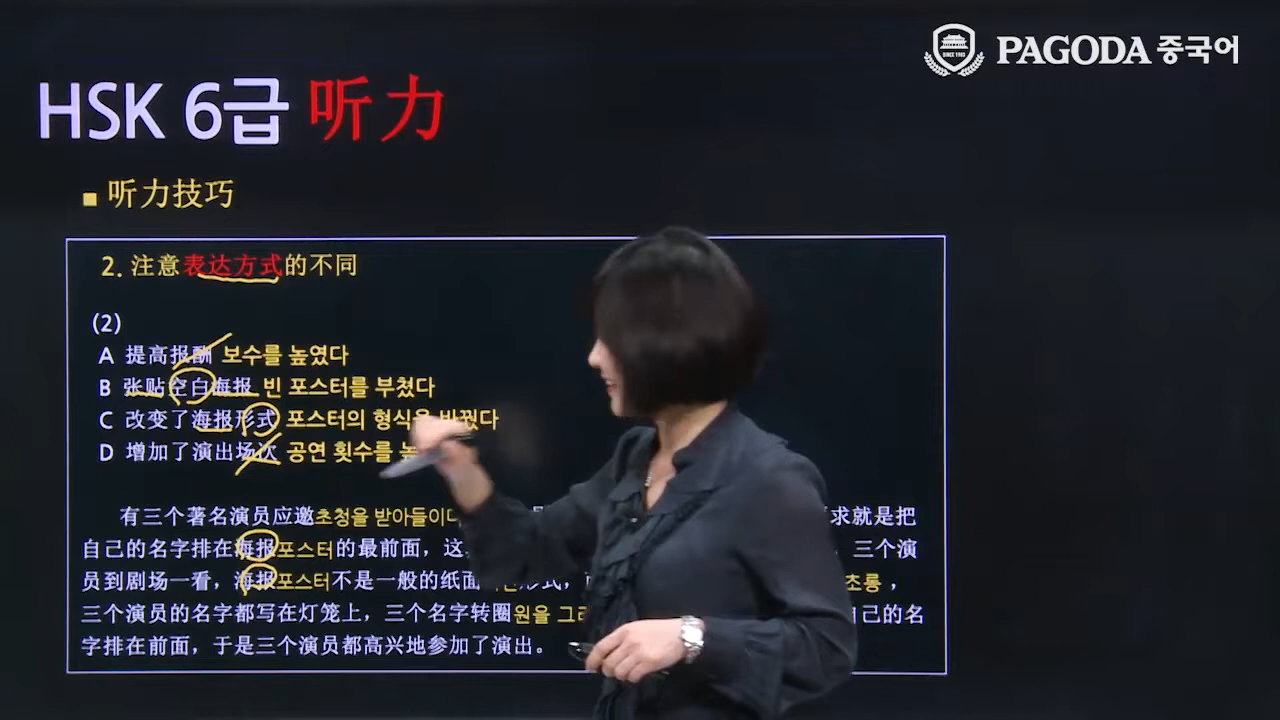 PAGODA 중국어
SINCE 1983
HSK 6급 听力
听力技巧
2. 注意表达方式的不同
(2)
A 提高报酬 보수를 높였다
B 张贴空白海报 빈 포스터를 부쳤다
C 改变了海报形式 포스터의 형식을 바꿨다
D 增加了演出场次 공연 횟수를
有三个著名演员应邀초청을 받아들이다 求就是把
自己的名字排在海报포스터的最前面，这 三个演
员到剧场一看，海报포스터不是一般的纸面 形式， 초롱，
三个演员的名字都写在灯笼上，三个名字转圈원을 自己的名
字排在前面，于是三个演员都高兴地参加了演出。